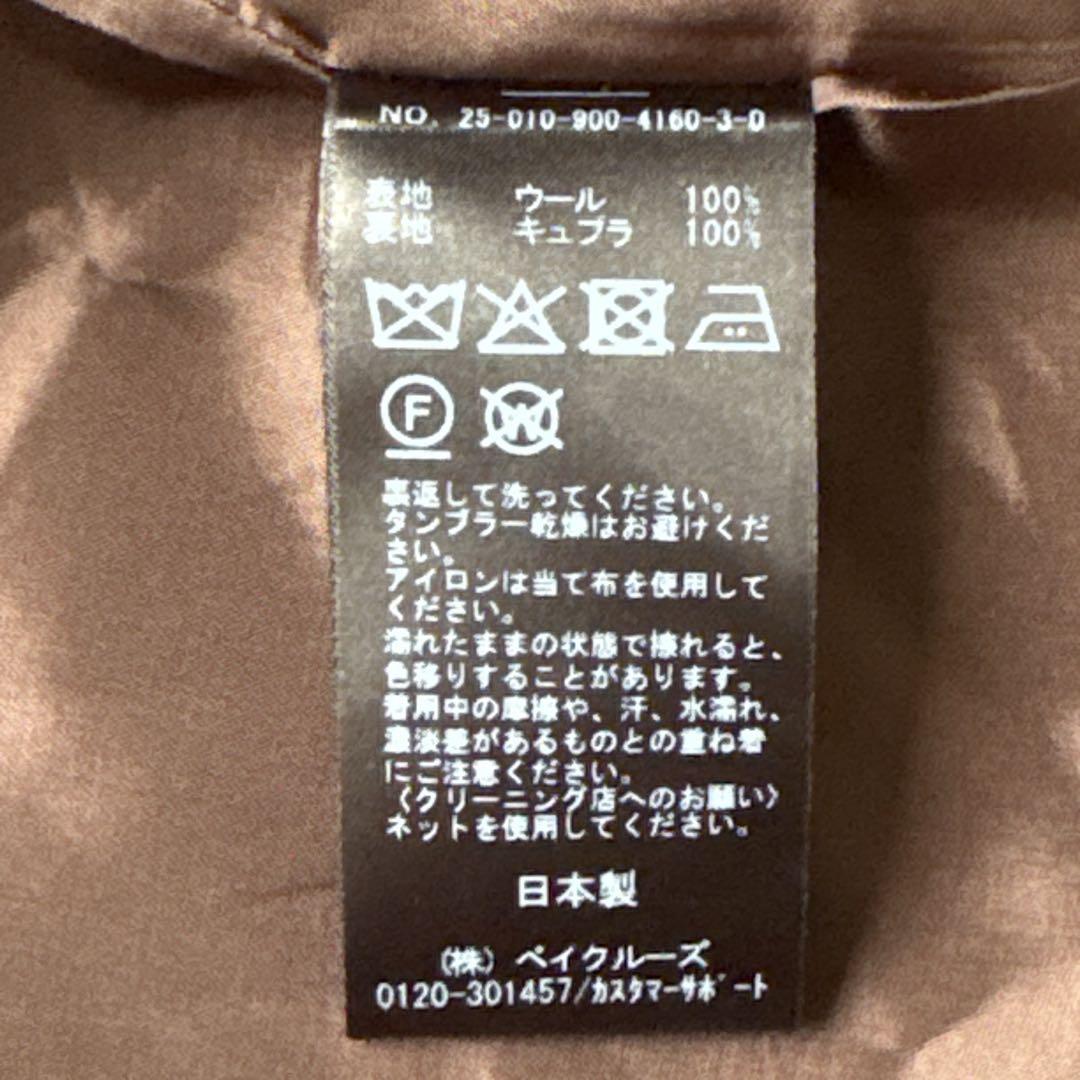 NO. 25-010-900-4160-3-0
表地 ウール 100%
裏地 キュプラ 100%
F W
裏返して洗ってください。
タンブラー乾燥はお避けくだ
さい。
アイロンは当て布を使用して
ください。
濡れたままの状態で擦れると、
色移りすることがあります。
着用中の摩擦や、汗、水濡れ、
濃淡差があるものとの重ね着
にご注意ください。
〈クリーニング店へのお願い〉
ネットを使用してください。
日本製
(株) ベイクルーズ
0120-301457/カスタマーサポート